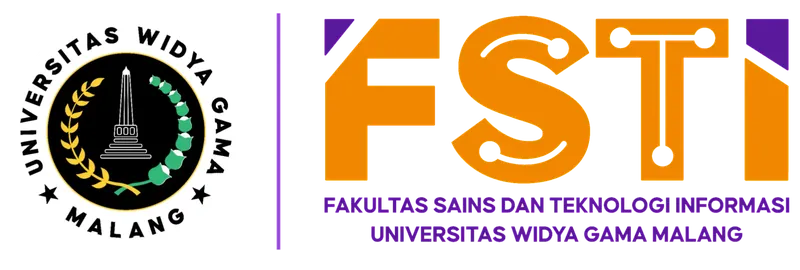 UNIVERSITAS WIDYA GAMA
MALANG
FSTI
FAKULTAS SAINS DAN TEKNOLOGI INFORMASI
UNIVERSITAS WIDYA GAMA MALANG